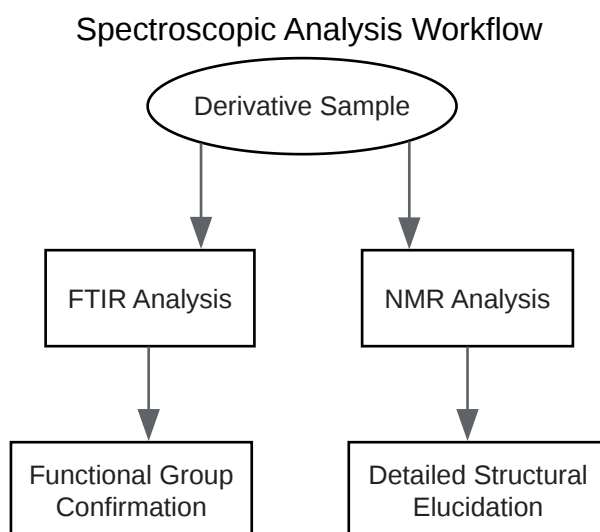 Spectroscopic Analysis Workflow
Derivative Sample
FTIR Analysis
NMR Analysis
Functional Group
Confirmation
Detailed Structural
Elucidation